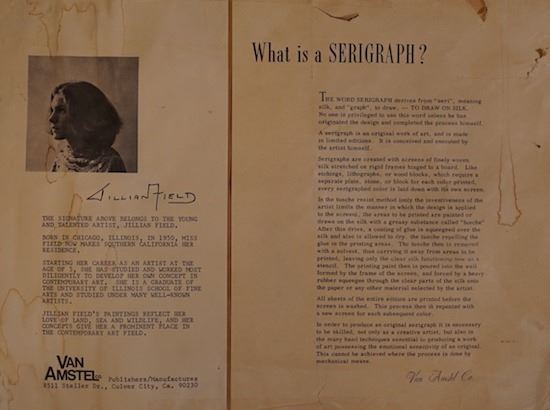 Jillian Field
THE SIGNATURE ABOVE BELONGS TO THE YOUNG
AND TALENTED ARTIST, JILLIAN FIELD.
BORN IN CHICAGO, ILLINOIS, IN 1950, MISS
FIELD NOW MAKES SOUTHERN CALIFORNIA HER
RESIDENCE.
STARTING HER CAREER AS AN ARTIST AT THE
AGE OF 5, SHE HAS STUDIED AND WORKED MOST
DILIGENTLY TO DEVELOP HER OWN CONCEPT IN
CONTEMPORARY ART. SHE IS A GRADUATE OF
THE UNIVERSITY OF ILLINOIS SCHOOL OF FINE
ARTS AND STUDIED UNDER MANY WELL-KNOWN
ARTISTS.
JILLIAN FIELD'S PAINTINGS REFLECT HER
LOVE OF LAND, SEA AND WILDLIFE, AND HER
CONCEPTS GIVE HER A PROMINENT PLACE IN
THE CONTEMPORARY ART FIELD.
VAN
AMSTEL CO. Publishers/Manufactures
8511 Steller Dr., Culver City, Ca. 90230
What is a SERIGRAPH?
THE WORD SERIGRAPH derives from "seri", meaning
silk, and "graph", to draw, — TO DRAW ON SILK.
No one is privileged to use this word unless he has
originated the design and completed the process himself.
A serigraph is an original work of art, and is made
in limited editions. It is conceived and executed by
the artist himself.
Serigraphs are created with screens of finely woven
silk stretched on rigid frames hinged to a board. Like
etchings, lithographs, or wood blocks, which require a
separate plate, stone, or block for each color printed,
every serigraphed color is laid down with its own screen.
In the tusche resist method (only the inventiveness of the
artist limits the manner in which the design is applied
to the screen), the areas to be printed are painted or
drawn on the silk with a greasy substance called "tusche"
After this dries, a coating of glue is squeegeed over the
silk and also is allowed to dry, the tusche repelling the
glue in the printing areas. The tusche then is removed
with a solvent, thus carrying it away from areas to be
printed, leaving only the clear silk functioning now as a
stencil. The printing paint then is poured into the well
formed by the frame of the screen, and forced by a heavy
rubber squeegee through the clear parts of the silk onto
the paper or any other material selected by the artist.
All sheets of the entire edition are printed before the
screen is washed. This process then is repeated with
a new screen for each subsequent color.
In order to produce an original serigraph it is necessary
to be skilled, not only as a creative artist, but also in
the many hand techniques essential to producing a work
of art possessing the emotional sensitivity of an original.
This cannot be achieved where the process is done by
mechanical means.
Van Amstel Co.